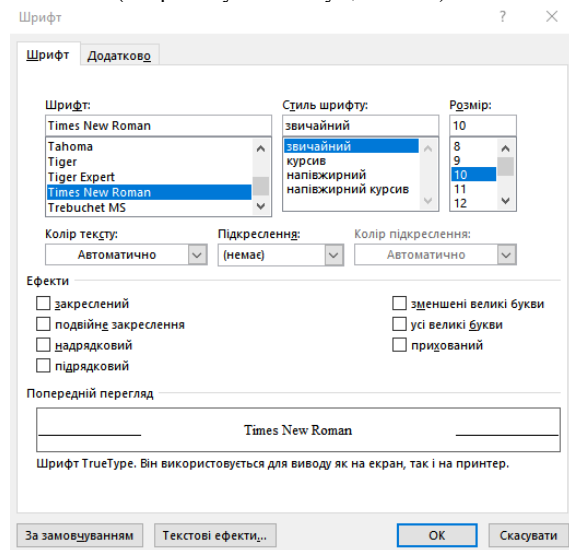 Шрифт ? ×
Шрифт Додатково
Шрифт: Стиль шрифту: Розмір:
Times New Roman звичайний 10
Tahoma звичайний 8
Tiger курсив 9
Tiger Expert напівжирний 10
Times New Roman напівжирний курсив 11
Trebuchet MS 12
Колір тексту: Підкреслення: Колір підкреслення:
Автоматично (немає) Автоматично
Ефекти
закреслений зменшені великі букви
подвійне закреслення усі великі букви
надрядковий прихований
підрядковий
Попередній перегляд
Times New Roman
Шрифт TrueType. Він використовується для виводу як на екран, так і на принтер.
За замовчуванням Текстові ефекти... ОК Скасувати